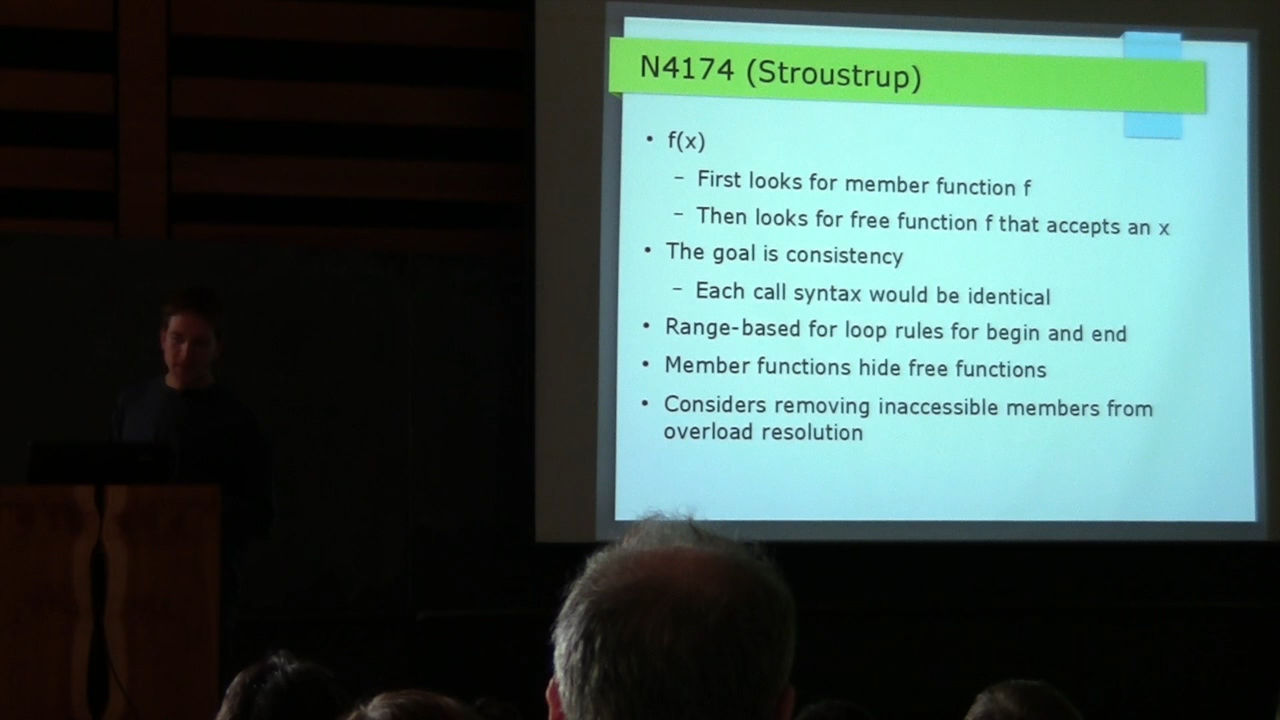 N4174 (Stroustrup)
• f(x)
– First looks for member function f
– Then looks for free function f that accepts an x
• The goal is consistency
– Each call syntax would be identical
• Range-based for loop rules for begin and end
• Member functions hide free functions
• Considers removing inaccessible members from
overload resolution